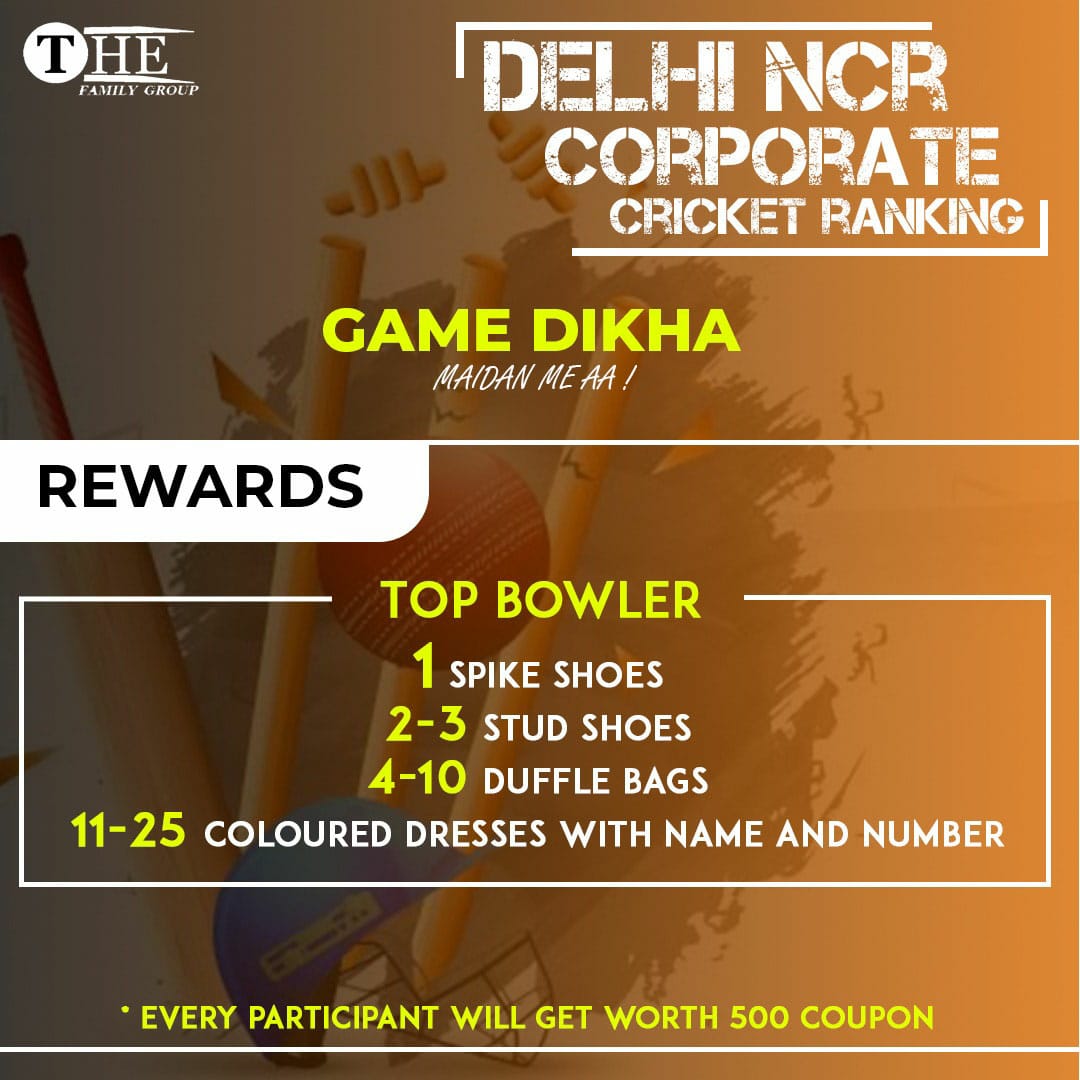 THE
FAMILY GROUP
DELHI NCR
CORPORATE
CRICKET RANKING
GAME DIKHA
MAIDAN ME AA !
REWARDS
TOP BOWLER
1 SPIKE SHOES
2-3 STUD SHOES
4-10 DUFFLE BAGS
11-25 COLOURED DRESSES WITH NAME AND NUMBER
* EVERY PARTICIPANT WILL GET WORTH 500 COUPON